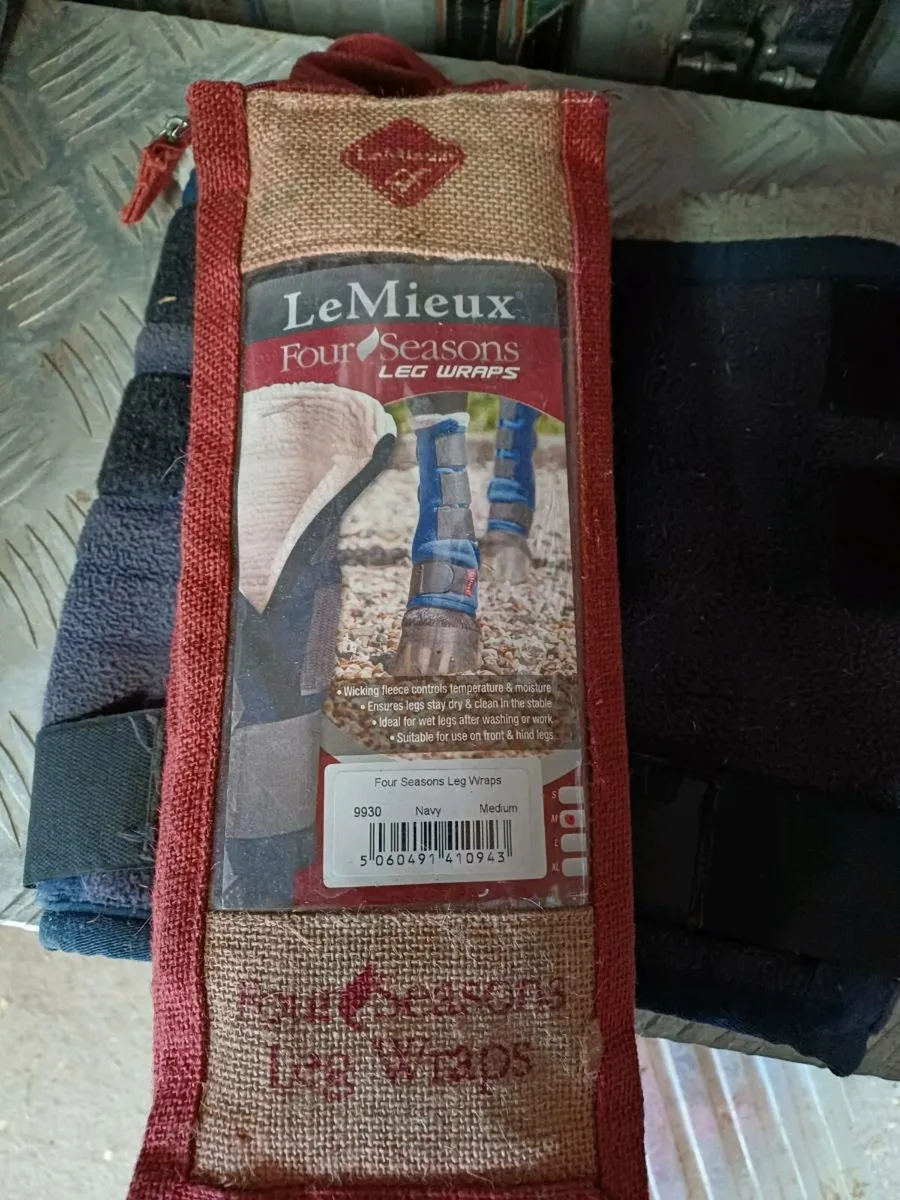 LeMieux
LeMieux
Four Seasons
LEG WRAPS
• Wicking fleece controls temperature & moisture
• Ensures legs stay dry & clean in the stable
• Ideal for wet legs after washing or work
• Suitable for use on front & hind legs
Four Seasons Leg Wraps
9930 Navy Medium
5 060491 410943
S
M
L
XL
Four Seasons
Leg Wraps